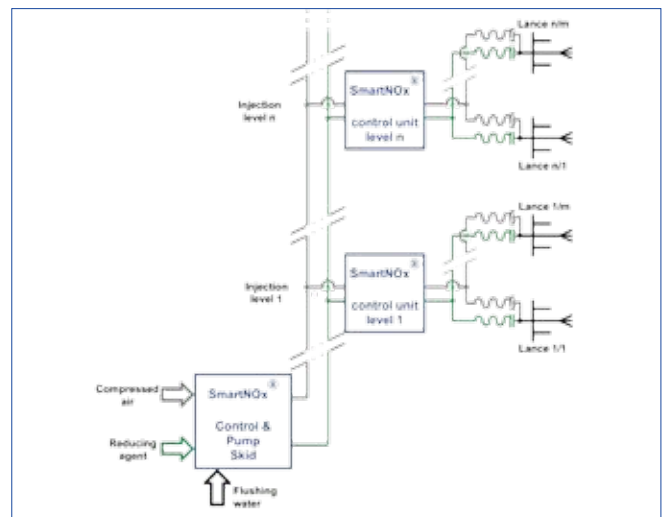 Lance n/m
SmartNOx ®
control unit
level n
Injection
level n
Lance n/1
Lance 1/m
SmartNOx ®
control unit
level 1
Injection
level 1
Lance 1/1
Compressed
air
SmartNOx ®
Control &
Pump
Skid
Reducing
agent
Flushing
water